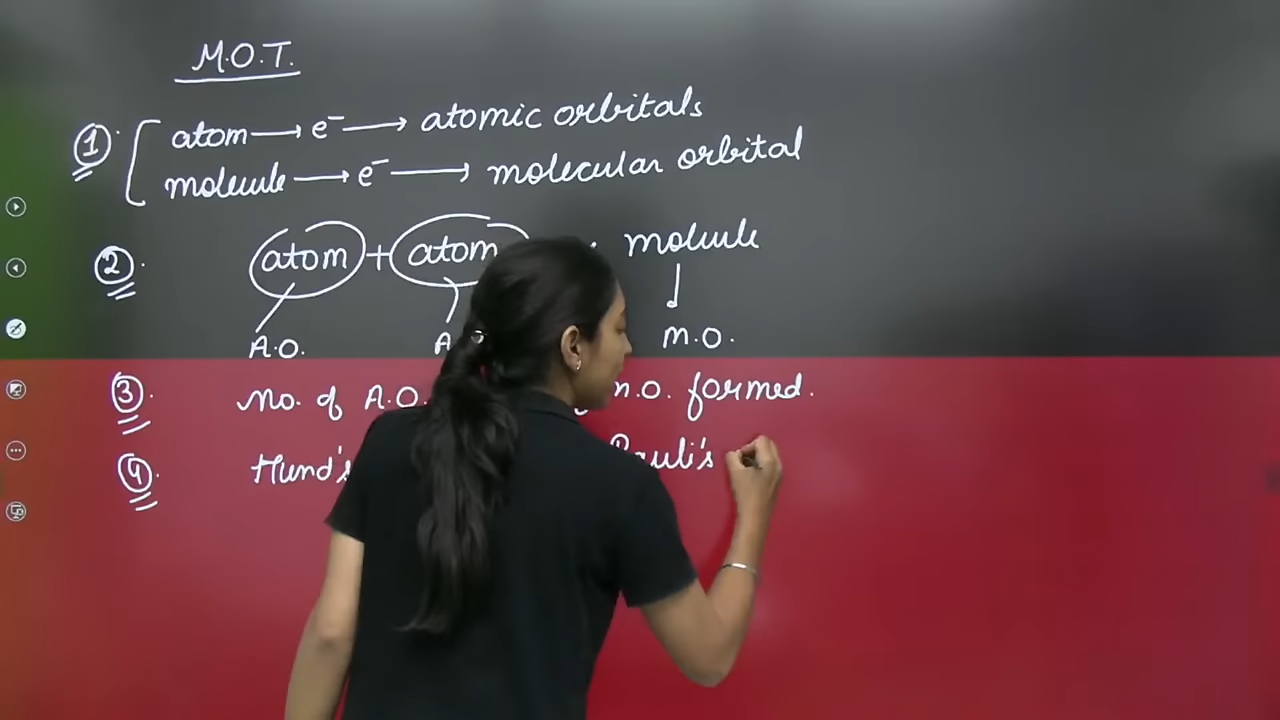 M.O.T.
① atom → e⁻ → atomic orbitals
molecule → e⁻ → molecular orbital
② atom + atom molecule
A.O. A M.O.
③ No. of A.O. m.O. formed.
④ Hund's Pauli's